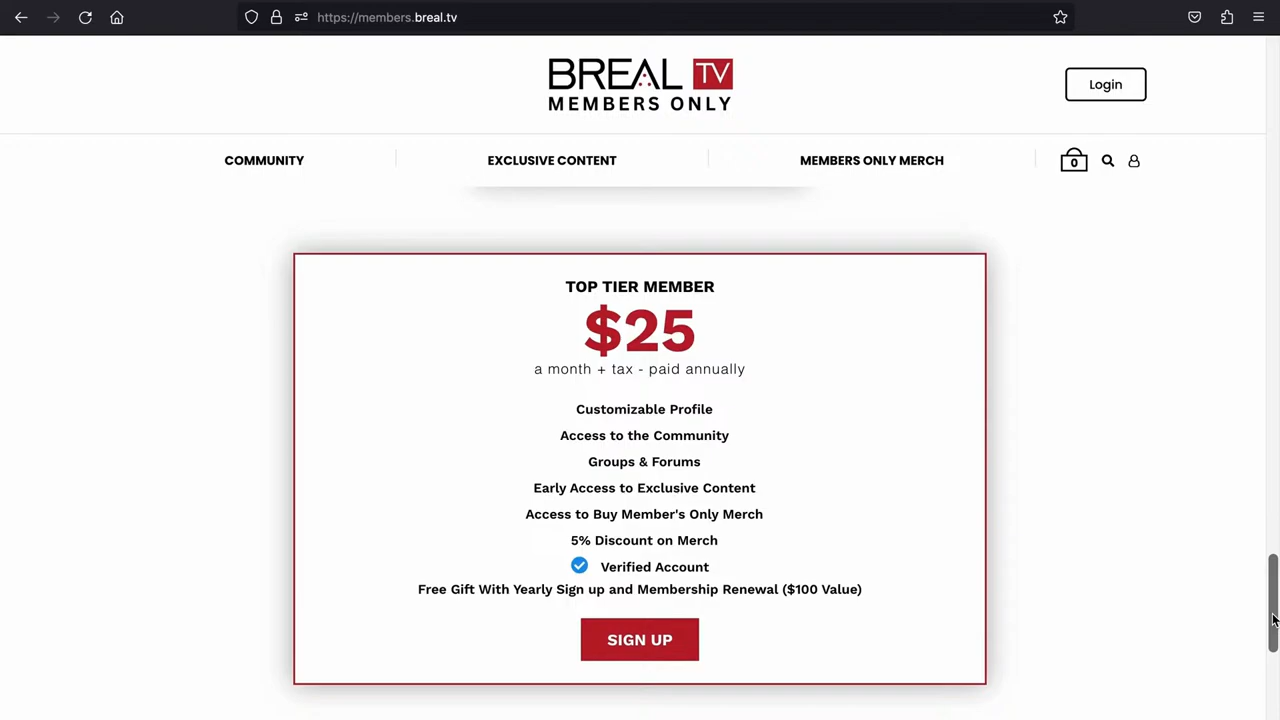 https://members.breal.tv
BREAL TV
MEMBERS ONLY
Login
COMMUNITY
EXCLUSIVE CONTENT
MEMBERS ONLY MERCH
0
TOP TIER MEMBER
$25
a month + tax - paid annually
Customizable Profile
Access to the Community
Groups & Forums
Early Access to Exclusive Content
Access to Buy Member's Only Merch
5% Discount on Merch
Verified Account
Free Gift With Yearly Sign up and Membership Renewal ($100 Value)
SIGN UP